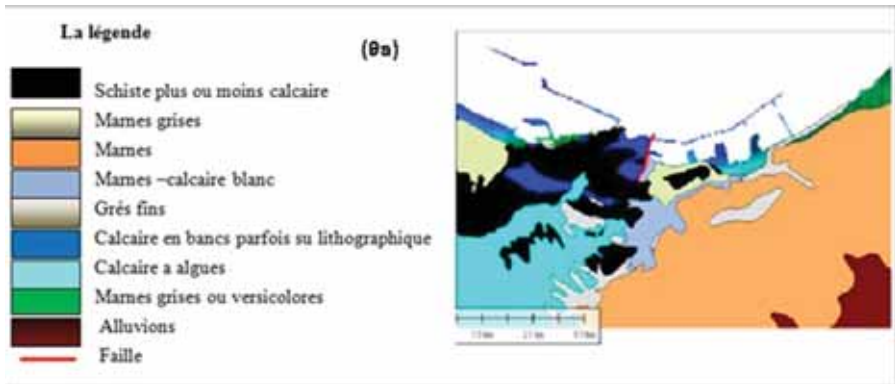 La légende
(θa)
Schiste plus ou moins calcaire
Marnes grises
Marnes
Marnes –calcaire blanc
Grés fins
Calcaire en bancs parfois su lithographique
Calcaire a algues
Marnes grises ou versicolores
Alluvions
Faille